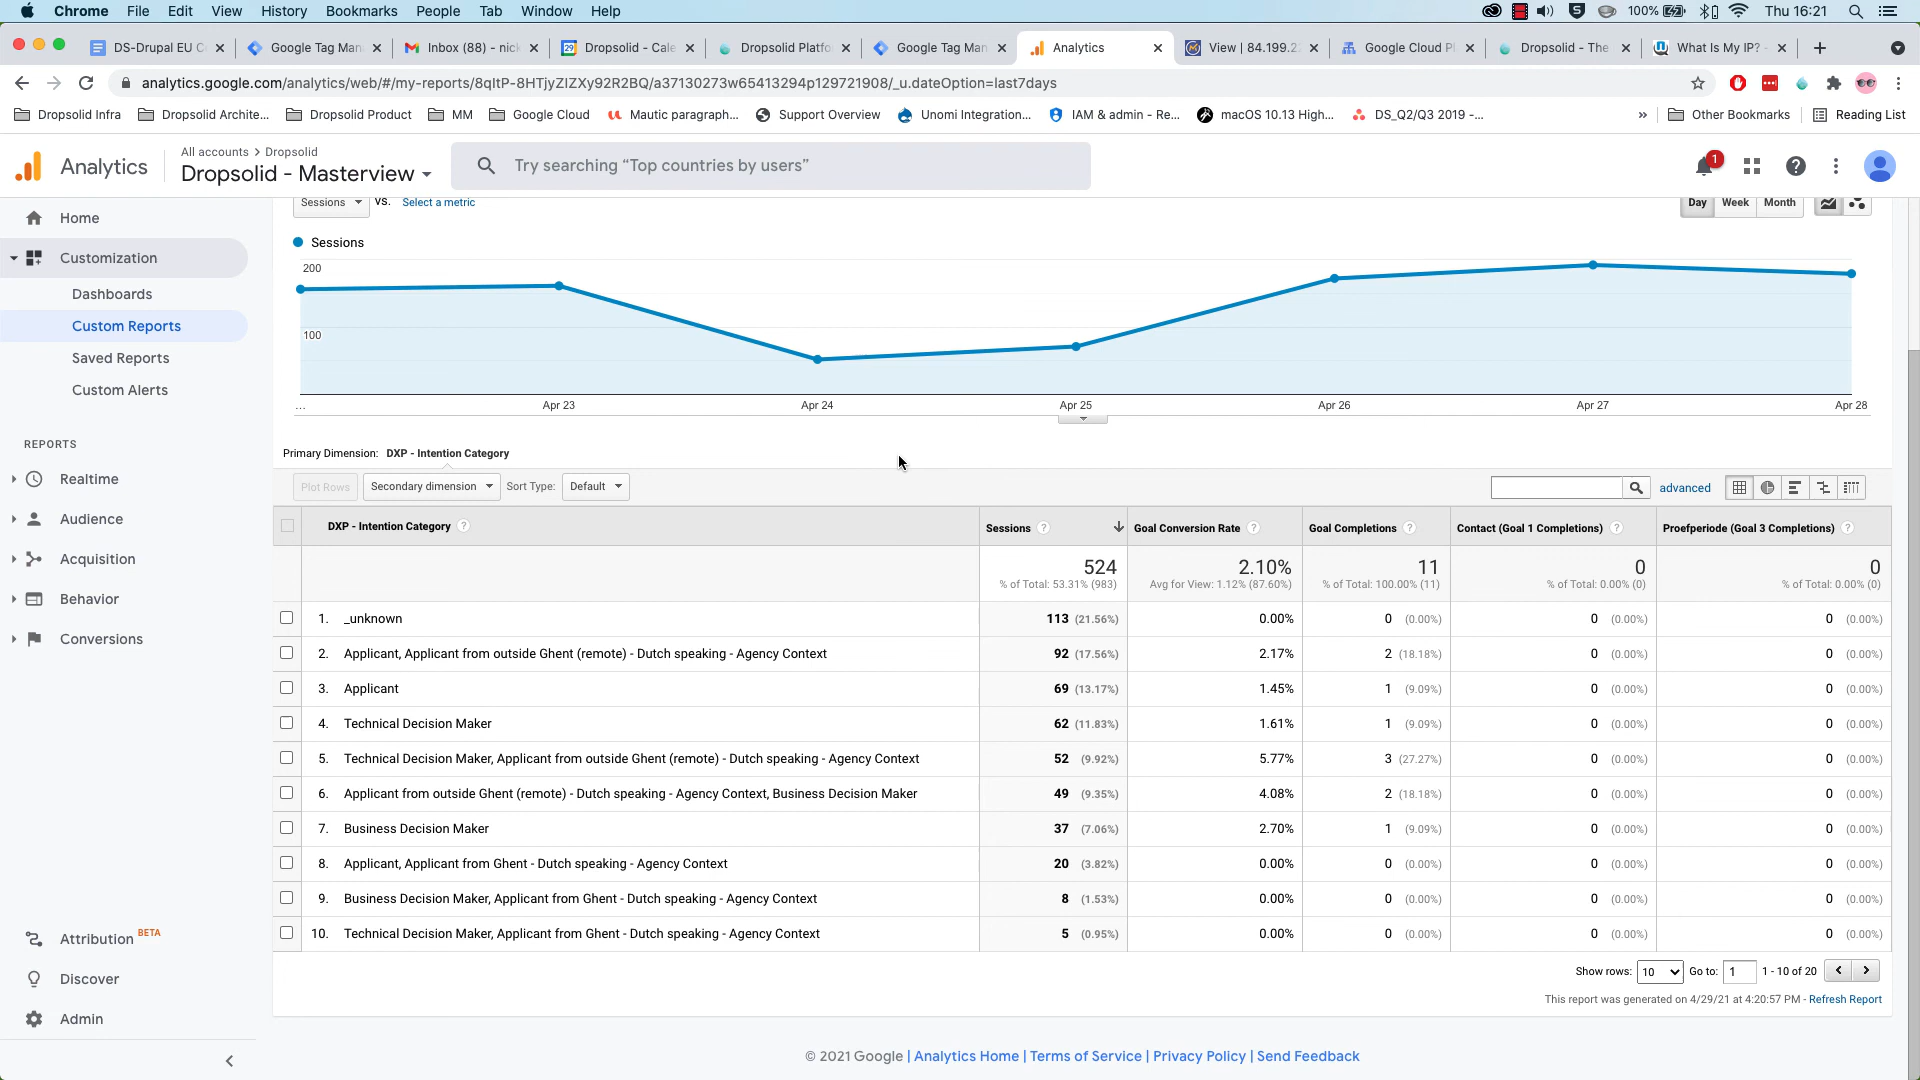 Chrome File Edit View History Bookmarks People Tab Window Help 100% Thu 16:21
DS-Drupal EU C Google Tag Man Inbox (88) - nick Dropsolid - Cale Dropsolid Platfo Google Tag Man Analytics View | 84.199.2 Google Cloud P Dropsolid - The What Is My IP? -
analytics.google.com/analytics/web/#/my-reports/8qItP-8HTjyZIZXy92R2BQ/a37130273w65413294p129721908/_u.dateOption=last7days
Dropsolid Infra Dropsolid Archite... Dropsolid Product MM Google Cloud Mautic paragraph... Support Overview Unomi Integration... IAM & admin - Re... macOS 10.13 High... DS_Q2/Q3 2019 -... » Other Bookmarks Reading List
Analytics
All accounts > Dropsolid
Dropsolid - Masterview
Try searching “Top countries by users”
1
Home
Customization
Dashboards
Custom Reports
Saved Reports
Custom Alerts
REPORTS
Realtime
Audience
Acquisition
Behavior
Conversions
Attribution BETA
Discover
Admin
Sessions VS. Select a metric
Day Week Month
Sessions
200
100
... Apr 23 Apr 24 Apr 25 Apr 26 Apr 27 Apr 28
Primary Dimension: DXP - Intention Category
Plot Rows Secondary dimension Sort Type: Default advanced
DXP - Intention Category ? Sessions ? Goal Conversion Rate ? Goal Completions ? Contact (Goal 1 Completions) ? Proefperiode (Goal 3 Completions) ?
524 2.10% 11 0 0
% of Total: 53.31% (983) Avg for View: 1.12% (87.60%) % of Total: 100.00% (11) % of Total: 0.00% (0) % of Total: 0.00% (0)
1. _unknown 113 (21.56%) 0.00% 0 (0.00%) 0 (0.00%) 0 (0.00%)
2. Applicant, Applicant from outside Ghent (remote) - Dutch speaking - Agency Context 92 (17.56%) 2.17% 2 (18.18%) 0 (0.00%) 0 (0.00%)
3. Applicant 69 (13.17%) 1.45% 1 (9.09%) 0 (0.00%) 0 (0.00%)
4. Technical Decision Maker 62 (11.83%) 1.61% 1 (9.09%) 0 (0.00%) 0 (0.00%)
5. Technical Decision Maker, Applicant from outside Ghent (remote) - Dutch speaking - Agency Context 52 (9.92%) 5.77% 3 (27.27%) 0 (0.00%) 0 (0.00%)
6. Applicant from outside Ghent (remote) - Dutch speaking - Agency Context, Business Decision Maker 49 (9.35%) 4.08% 2 (18.18%) 0 (0.00%) 0 (0.00%)
7. Business Decision Maker 37 (7.06%) 2.70% 1 (9.09%) 0 (0.00%) 0 (0.00%)
8. Applicant, Applicant from Ghent - Dutch speaking - Agency Context 20 (3.82%) 0.00% 0 (0.00%) 0 (0.00%) 0 (0.00%)
9. Business Decision Maker, Applicant from Ghent - Dutch speaking - Agency Context 8 (1.53%) 0.00% 0 (0.00%) 0 (0.00%) 0 (0.00%)
10. Technical Decision Maker, Applicant from Ghent - Dutch speaking - Agency Context 5 (0.95%) 0.00% 0 (0.00%) 0 (0.00%) 0 (0.00%)
Show rows: 10 Go to: 1 1 - 10 of 20
This report was generated on 4/29/21 at 4:20:57 PM - Refresh Report
© 2021 Google | Analytics Home | Terms of Service | Privacy Policy | Send Feedback